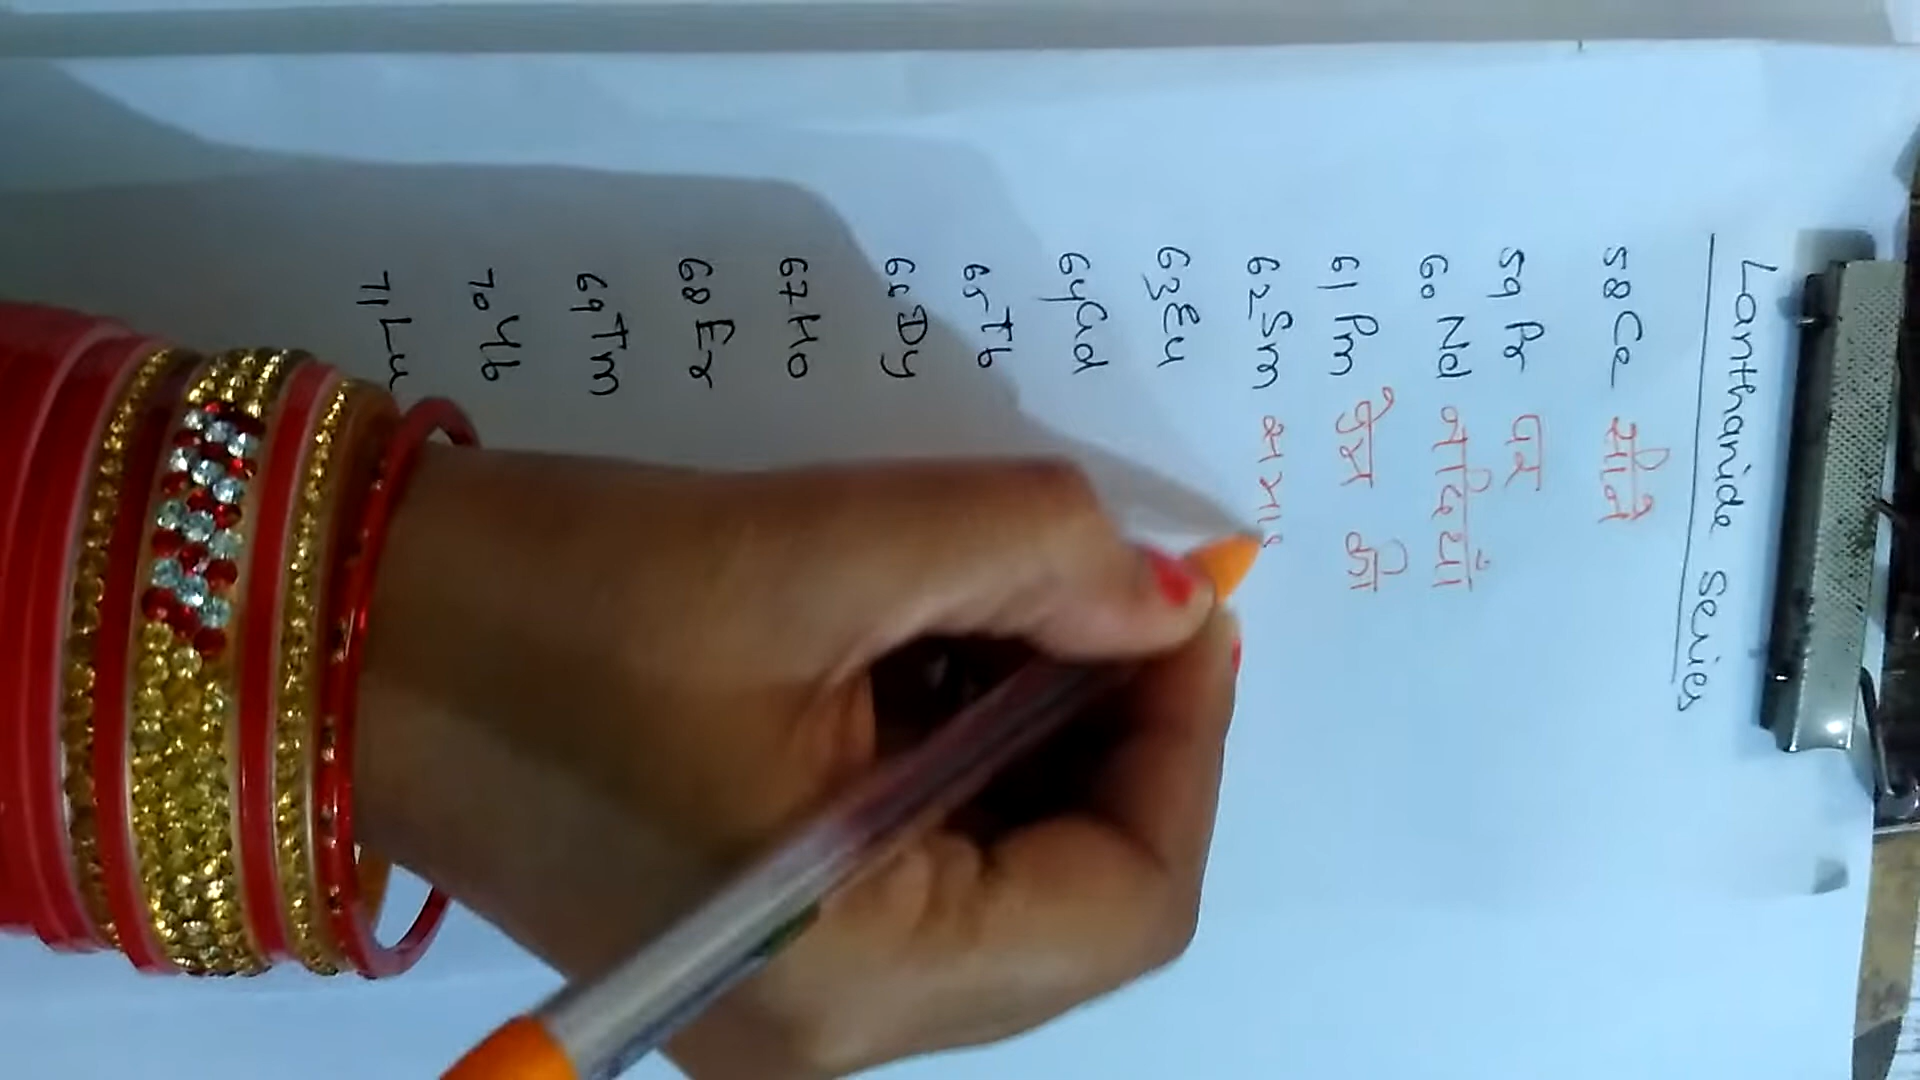 Lanthanide Series
58 Ce सीने
59 Pr पर
60 Nd नदियों
61 Pm प्रेम की
62 Sm
63 Eu
64 Gd
65 Tb
66 Dy
67 Ho
68 Er
69 Tm
70 Yb
71 Lu